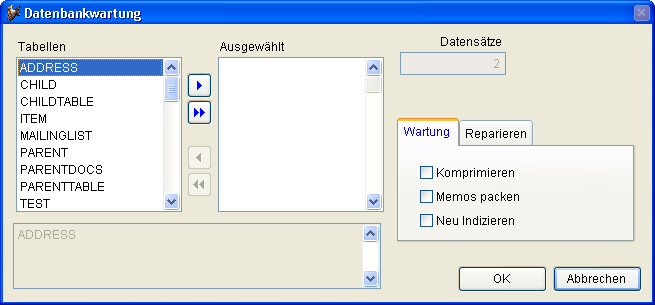 Datenbankwartung
Tabellen
Ausgewählt
Datensätze
2
ADDRESS
CHILD
CHILDTABLE
ITEM
MAILINGLIST
PARENT
PARENTDOCS
PARENTTABLE
TEST
Wartung
Reparieren
Komprimieren
Memos packen
Neu Indizieren
ADDRESS
OK
Abbrechen